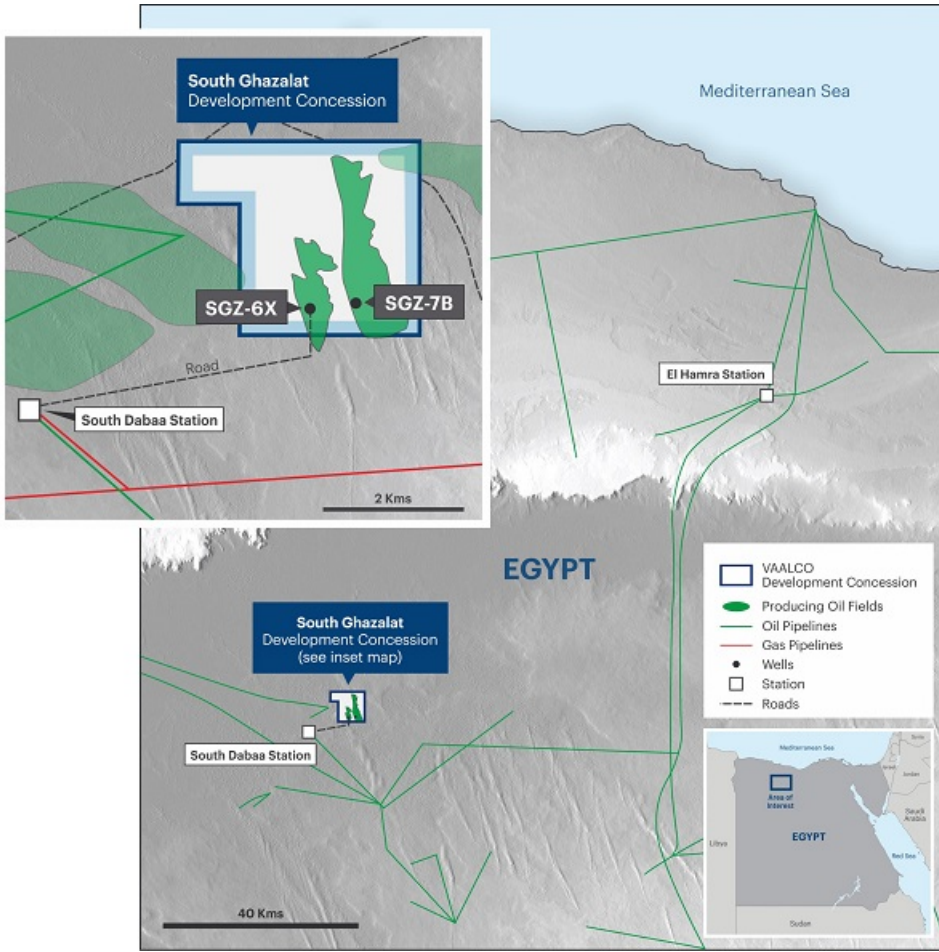 South Ghazalat
Development Concession
SGZ-6X
SGZ-7B
Road
South Dabaa Station
2 Kms
Mediterranean Sea
El Hamra Station
EGYPT
South Ghazalat
Development Concession
(see inset map)
South Dabaa Station
40 Kms
VAALCO
Development Concession
Producing Oil Fields
Oil Pipelines
Gas Pipelines
Wells
Station
Roads
Mediterranean Sea
Syria
Israel
Jordan
Area of
Interest
Saudi
Arabia
EGYPT
Libya
Red Sea
Sudan